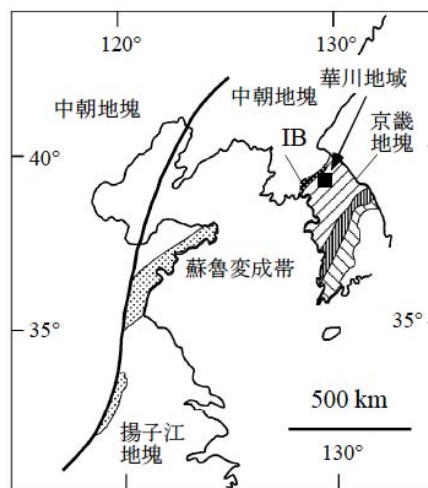 120°
130°
中朝地塊
中朝地塊
華川地域
京畿
地塊
IB
40°
蘇魯変成帯
35°
35°
揚子江
地塊
500 km
130°